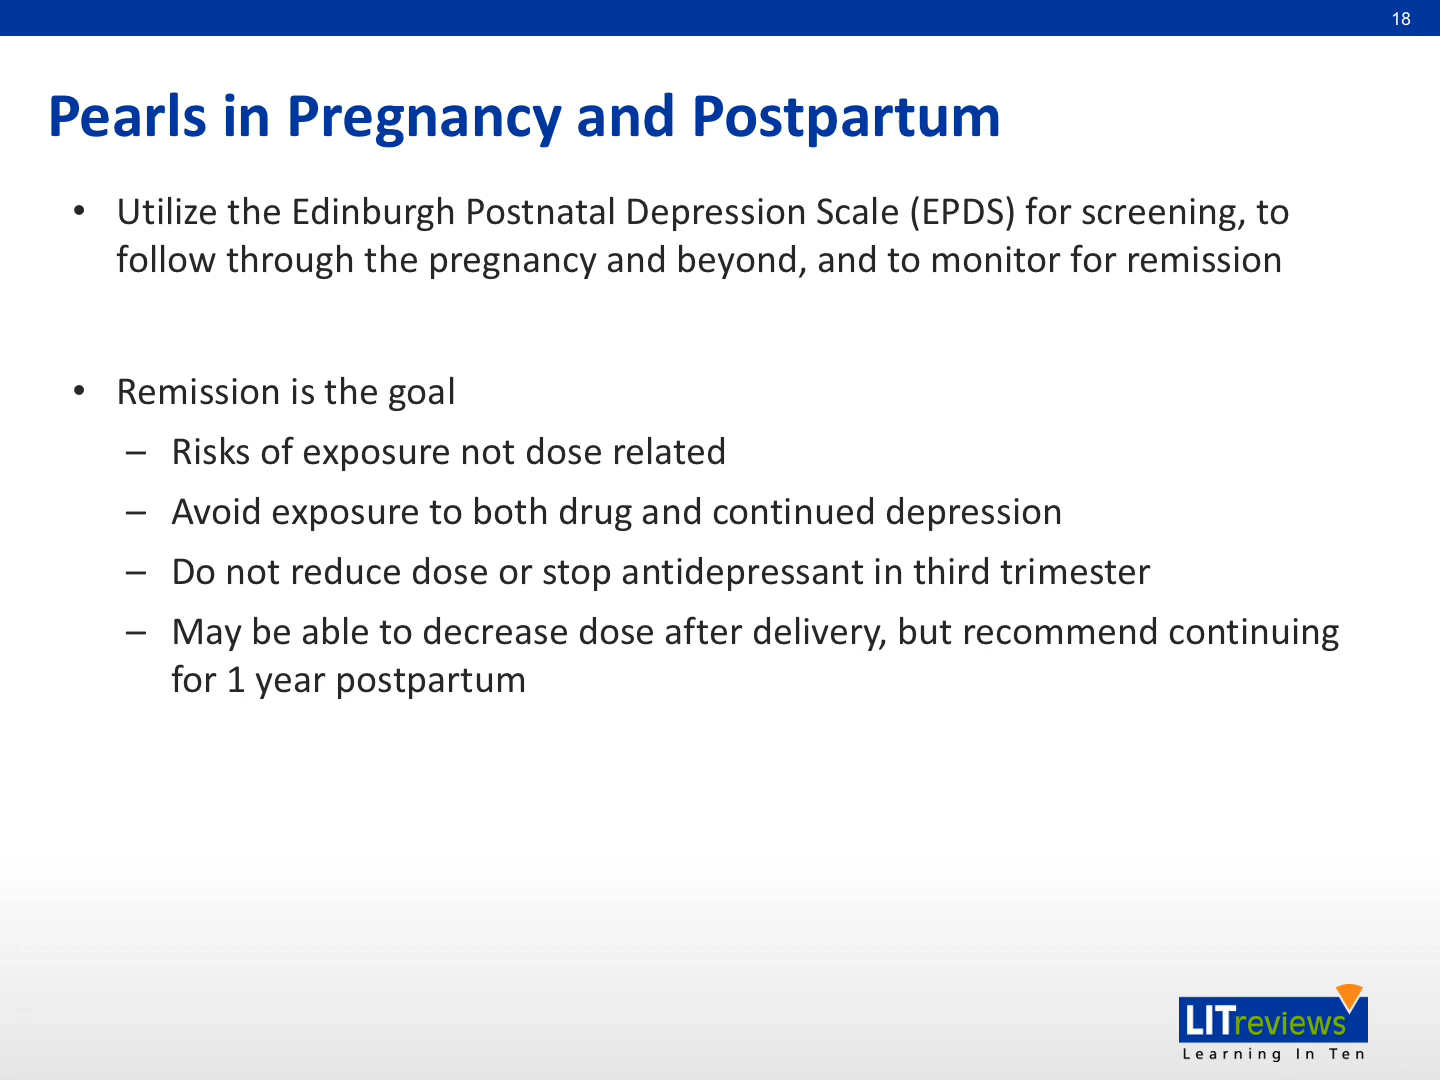 18
Pearls in Pregnancy and Postpartum
• Utilize the Edinburgh Postnatal Depression Scale (EPDS) for screening, to
follow through the pregnancy and beyond, and to monitor for remission
• Remission is the goal
– Risks of exposure not dose related
– Avoid exposure to both drug and continued depression
– Do not reduce dose or stop antidepressant in third trimester
– May be able to decrease dose after delivery, but recommend continuing
for 1 year postpartum
LITreviews
Learning In Ten